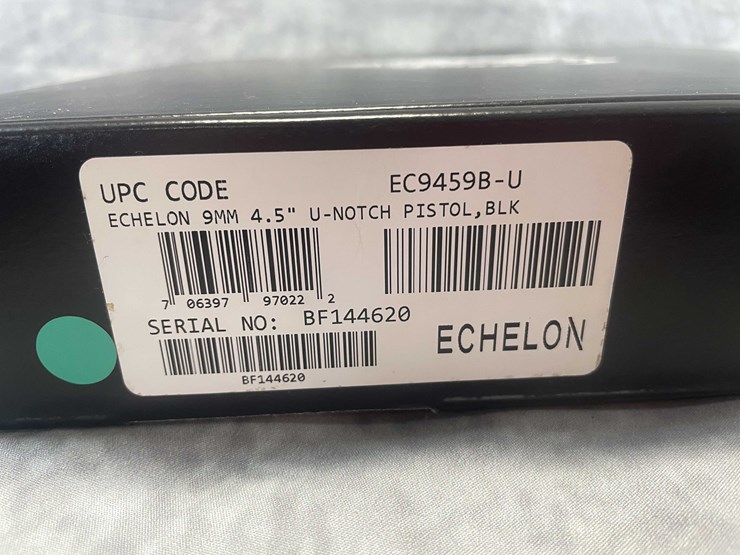 UPC CODE EC9459B-U
ECHELON 9MM 4.5" U-NOTCH PISTOL,BLK
7 06397 97022 2
SERIAL NO: BF144620
ECHELON
BF144620